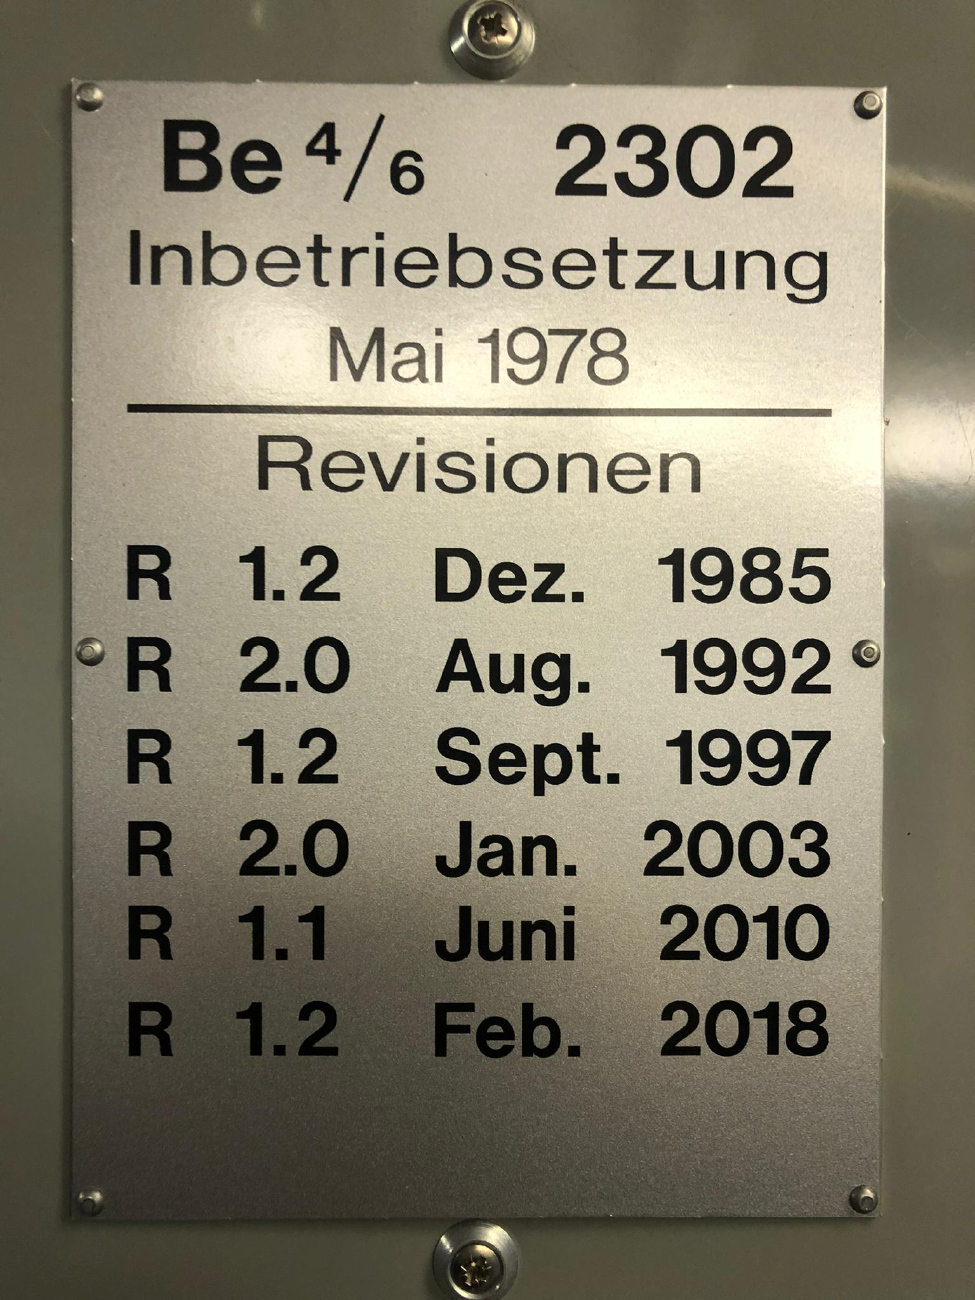 Be 4/6 2302
Inbetriebsetzung
Mai 1978
Revisionen
R 1.2 Dez. 1985
R 2.0 Aug. 1992
R 1.2 Sept. 1997
R 2.0 Jan. 2003
R 1.1 Juni 2010
R 1.2 Feb. 2018